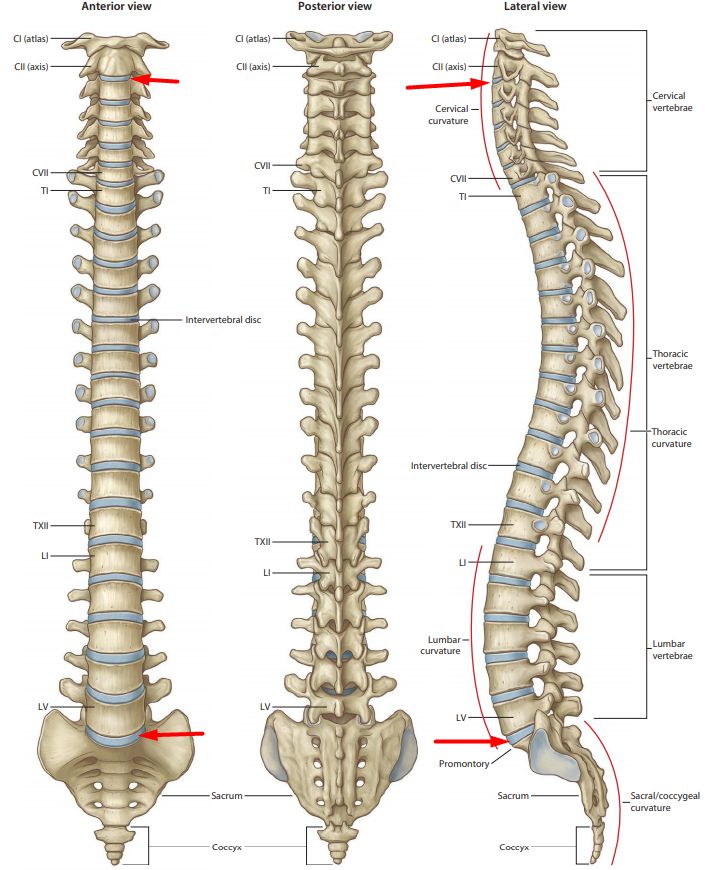 Anterior view
CI (atlas)
CII (axis)
CVII
TI
Intervertebral disc
TXII
LI
LV
Sacrum
Coccyx
Posterior view
CI (atlas)
CII (axis)
CVII
TI
TXII
LI
LV
Lateral view
CI (atlas)
CII (axis)
Cervical
curvature
CVII
TI
Cervical
vertebrae
Thoracic
vertebrae
Thoracic
curvature
Intervertebral disc
TXII
LI
Lumbar
curvature
Lumbar
vertebrae
LV
Promontory
Sacrum
Sacral/coccygeal
curvature
Coccyx